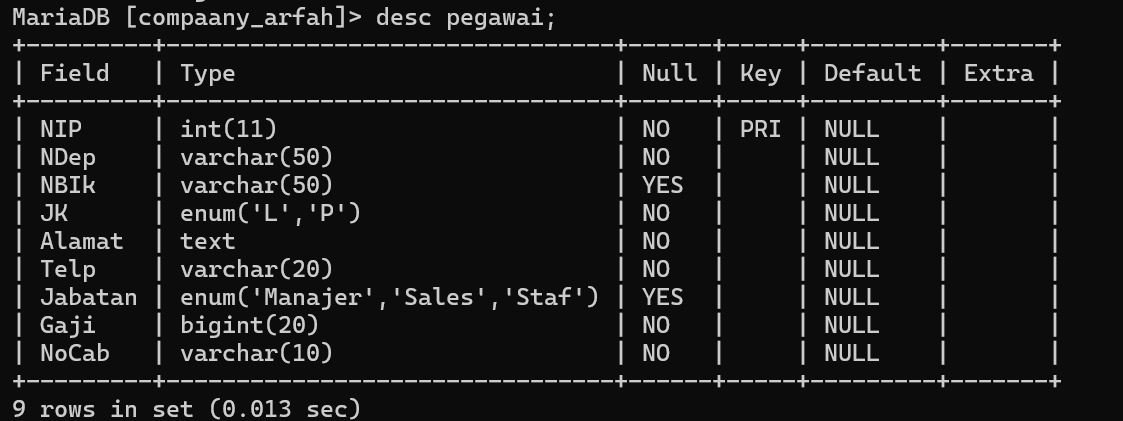 MariaDB [compaany_arfah]> desc pegawai;
+---------+--------------------------------+------+-----+---------+-------+
| Field   | Type                           | Null | Key | Default | Extra |
+---------+--------------------------------+------+-----+---------+-------+
| NIP     | int(11)                        | NO   | PRI | NULL    |       |
| NDep    | varchar(50)                    | NO   |     | NULL    |       |
| NBIk    | varchar(50)                    | YES  |     | NULL    |       |
| JK      | enum('L','P')                  | NO   |     | NULL    |       |
| Alamat  | text                           | NO   |     | NULL    |       |
| Telp    | varchar(20)                    | NO   |     | NULL    |       |
| Jabatan | enum('Manajer','Sales','Staf') | YES  |     | NULL    |       |
| Gaji    | bigint(20)                     | NO   |     | NULL    |       |
| NoCab   | varchar(10)                    | NO   |     | NULL    |       |
+---------+--------------------------------+------+-----+---------+-------+
9 rows in set (0.013 sec)